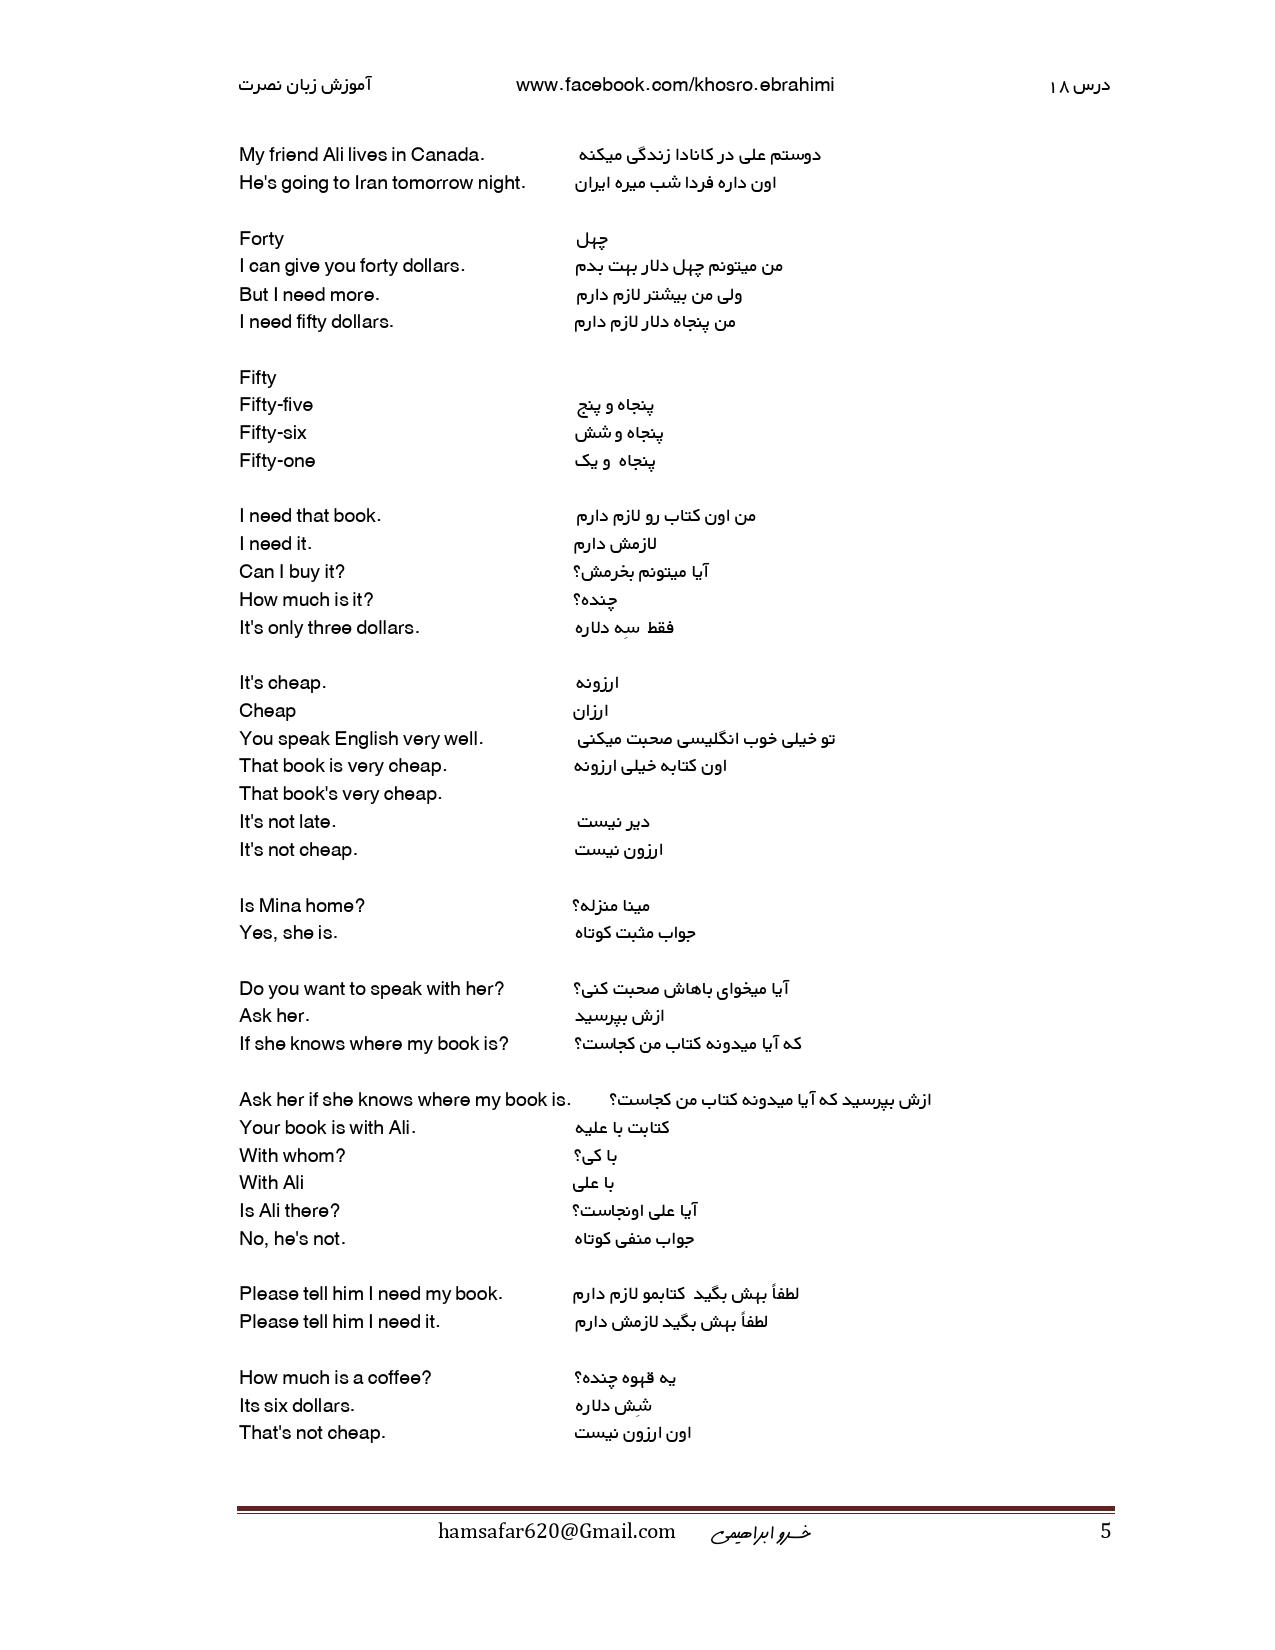 آموزش زبان نصرت www.facebook.com/khosro.ebrahimi درس ۱۸
My friend Ali lives in Canada. دوستم علی در کانادا زندگی میکنه
He's going to Iran tomorrow night. اون داره فردا شب میره ایران
Forty چهل
I can give you forty dollars. من میتونم چهل دلار بهت بدم
But I need more. ولی من بیشتر لازم دارم
I need fifty dollars. من پنجاه دلار لازم دارم
Fifty
Fifty-five پنجاه و پنج
Fifty-six پنجاه و شش
Fifty-one پنجاه و یک
I need that book. من اون کتاب رو لازم دارم
I need it. لازمش دارم
Can I buy it? آیا میتونم بخرمش؟
How much is it? چنده؟
It's only three dollars. فقط سِه دلاره
It's cheap. ارزونه
Cheap ارزان
You speak English very well. تو خیلی خوب انگلیسی صحبت میکنی
That book is very cheap. اون کتابه خیلی ارزونه
That book's very cheap.
It's not late. دیر نیست
It's not cheap. ارزون نیست
Is Mina home? مینا منزله؟
Yes, she is. جواب مثبت کوتاه
Do you want to speak with her? آیا میخوای باهاش صحبت کنی؟
Ask her. ازش بپرسید
If she knows where my book is? که آیا میدونه کتاب من کجاست؟
Ask her if she knows where my book is. ازش بپرسید که آیا میدونه کتاب من کجاست؟
Your book is with Ali. کتابت با علیه
With whom? با کی؟
With Ali با علی
Is Ali there? آیا علی اونجاست؟
No, he's not. جواب منفی کوتاه
Please tell him I need my book. لطفاً بهش بگید کتابمو لازم دارم
Please tell him I need it. لطفاً بهش بگید لازمش دارم
How much is a coffee? یه قهوه چنده؟
Its six dollars. شِش دلاره
That's not cheap. اون ارزون نیست
hamsafar620@Gmail.com خسرو ابراهیمی 5